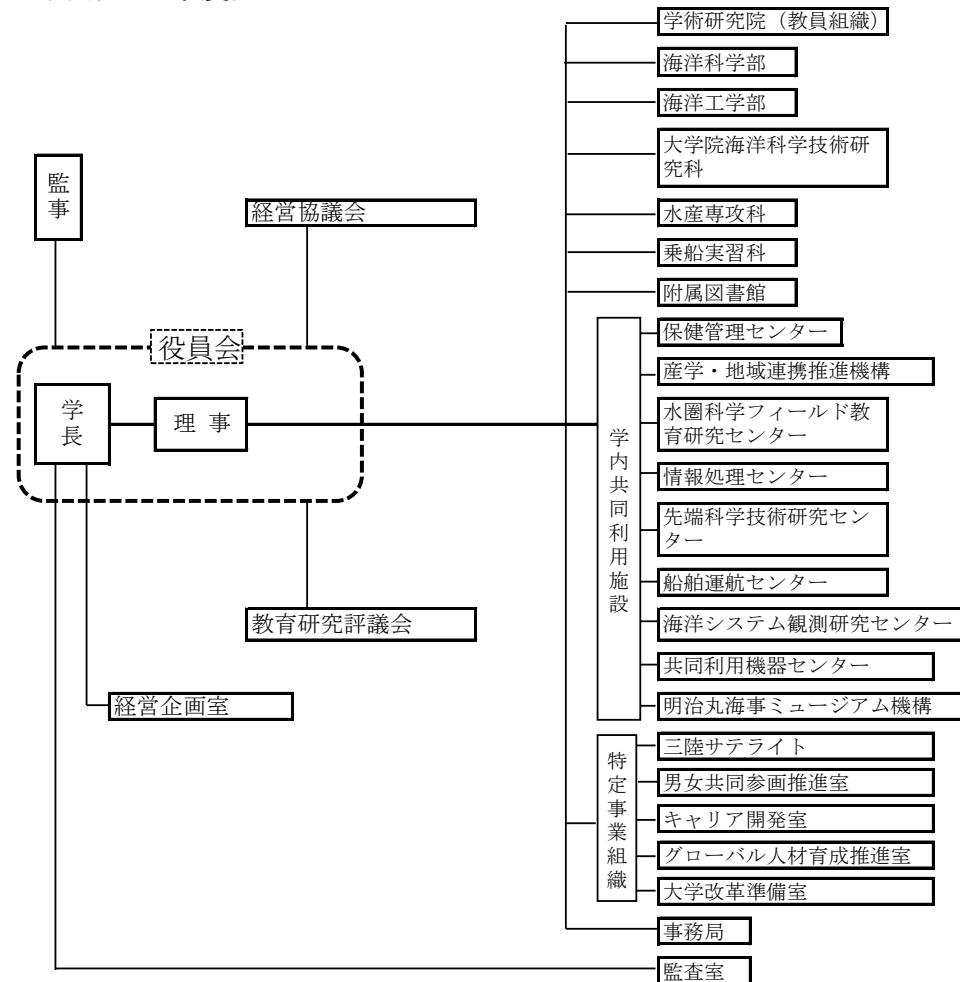 学術研究院（教員組織）
海洋科学部
海洋工学部
大学院海洋科学技術研
究科
監事
経営協議会
水産専攻科
乗船実習科
附属図書館
役員会
学長
理事
学内共同利用施設
保健管理センター
産学・地域連携推進機構
水圏科学フィールド教
育研究センター
情報処理センター
先端科学技術研究セン
ター
船舶運航センター
海洋システム観測研究センター
共同利用機器センター
明治丸海事ミュージアム機構
教育研究評議会
経営企画室
特定事業組織
三陸サテライト
男女共同参画推進室
キャリア開発室
グローバル人材育成推進室
大学改革準備室
事務局
監査室